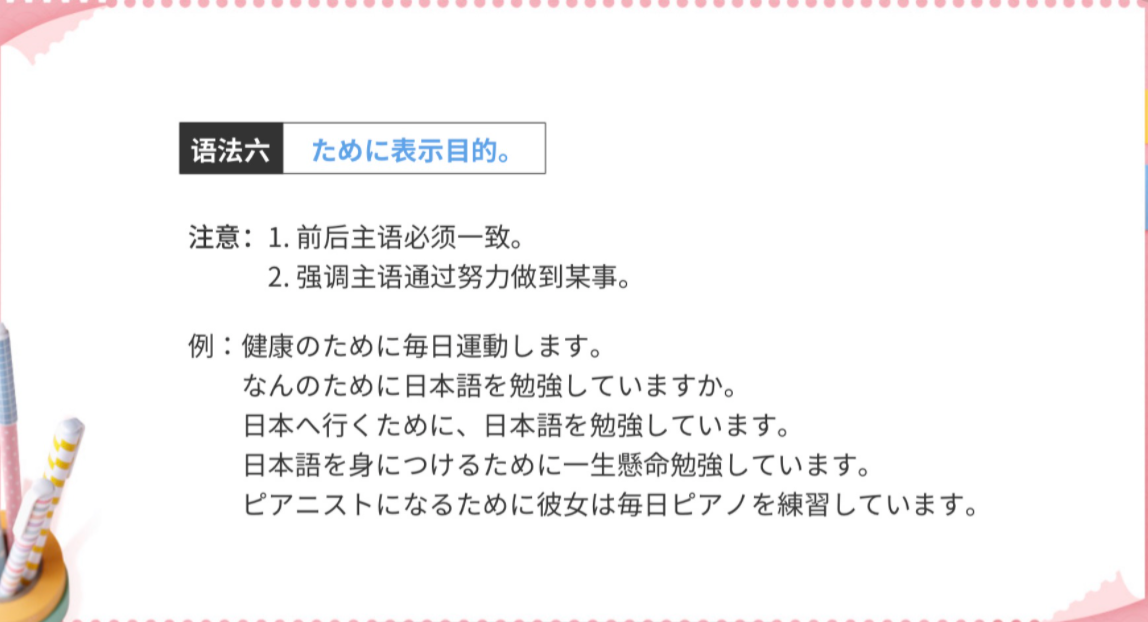 语法六 ために表示目的。
注意：1. 前后主语必须一致。
2. 强调主语通过努力做到某事。
例：健康のために毎日運動します。
なんのために日本語を勉強していますか。
日本へ行くために、日本語を勉強しています。
日本語を身につけるために一生懸命勉強しています。
ピアニストになるために彼女は毎日ピアノを練習しています。